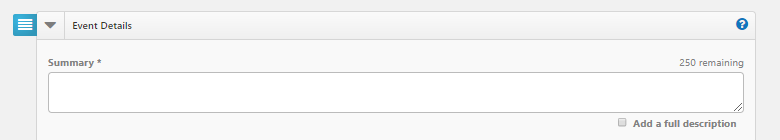 Event Details
Summary * 250 remaining
Add a full description